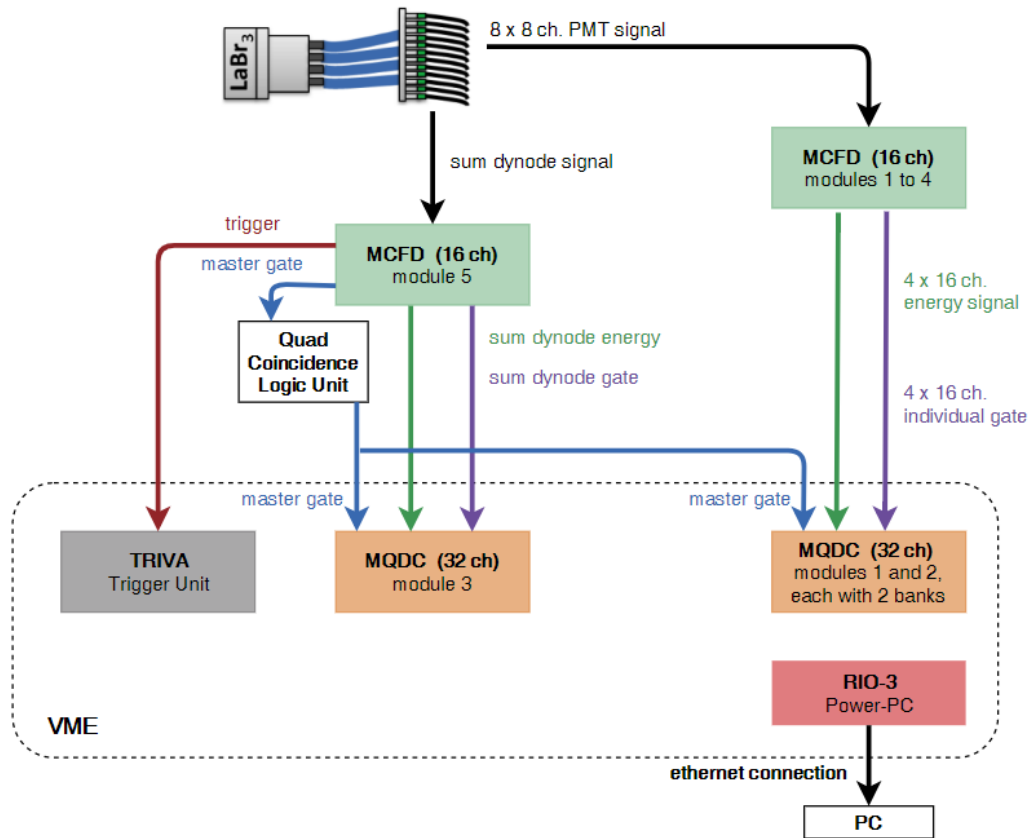 LaBr3
8 x 8 ch. PMT signal
sum dynode signal
MCFD (16 ch)
modules 1 to 4
trigger
master gate
MCFD (16 ch)
module 5
4 x 16 ch.
energy signal
Quad
Coincidence
Logic Unit
sum dynode energy
sum dynode gate
4 x 16 ch.
individual gate
master gate
master gate
TRIVA
Trigger Unit
MQDC (32 ch)
module 3
MQDC (32 ch)
modules 1 and 2,
each with 2 banks
RIO-3
Power-PC
VME
ethernet connection
PC